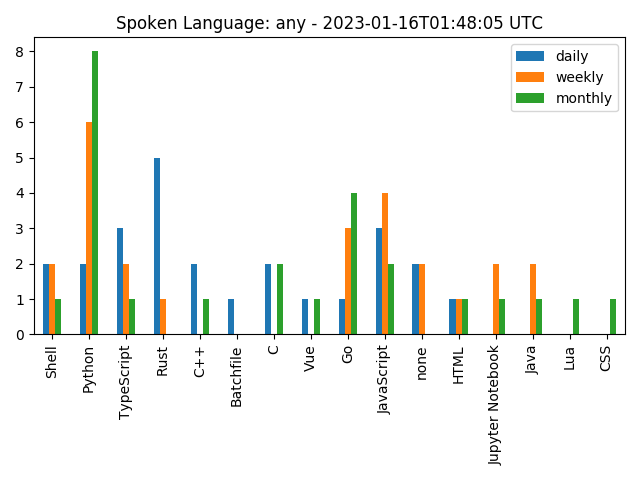 Spoken Language: any - 2023-01-16T01:48:05 UTC
daily
weekly
monthly
8
7
6
5
4
3
2
1
0
Shell
Python
TypeScript
Rust
C++
Batchfile
C
Vue
Go
JavaScript
none
HTML
Jupyter Notebook
Java
Lua
CSS